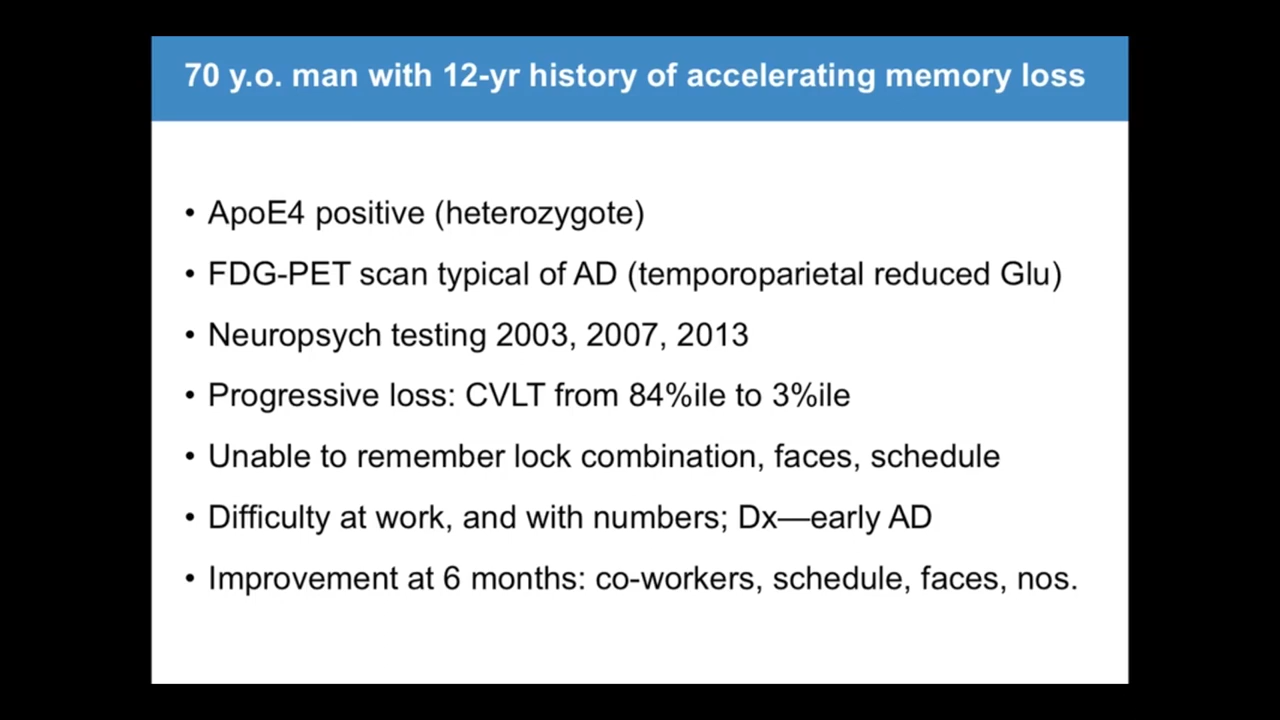 70 y.o. man with 12-yr history of accelerating memory loss
• ApoE4 positive (heterozygote)
• FDG-PET scan typical of AD (temporoparietal reduced Glu)
• Neuropsych testing 2003, 2007, 2013
• Progressive loss: CVLT from 84%ile to 3%ile
• Unable to remember lock combination, faces, schedule
• Difficulty at work, and with numbers; Dx—early AD
• Improvement at 6 months: co-workers, schedule, faces, nos.